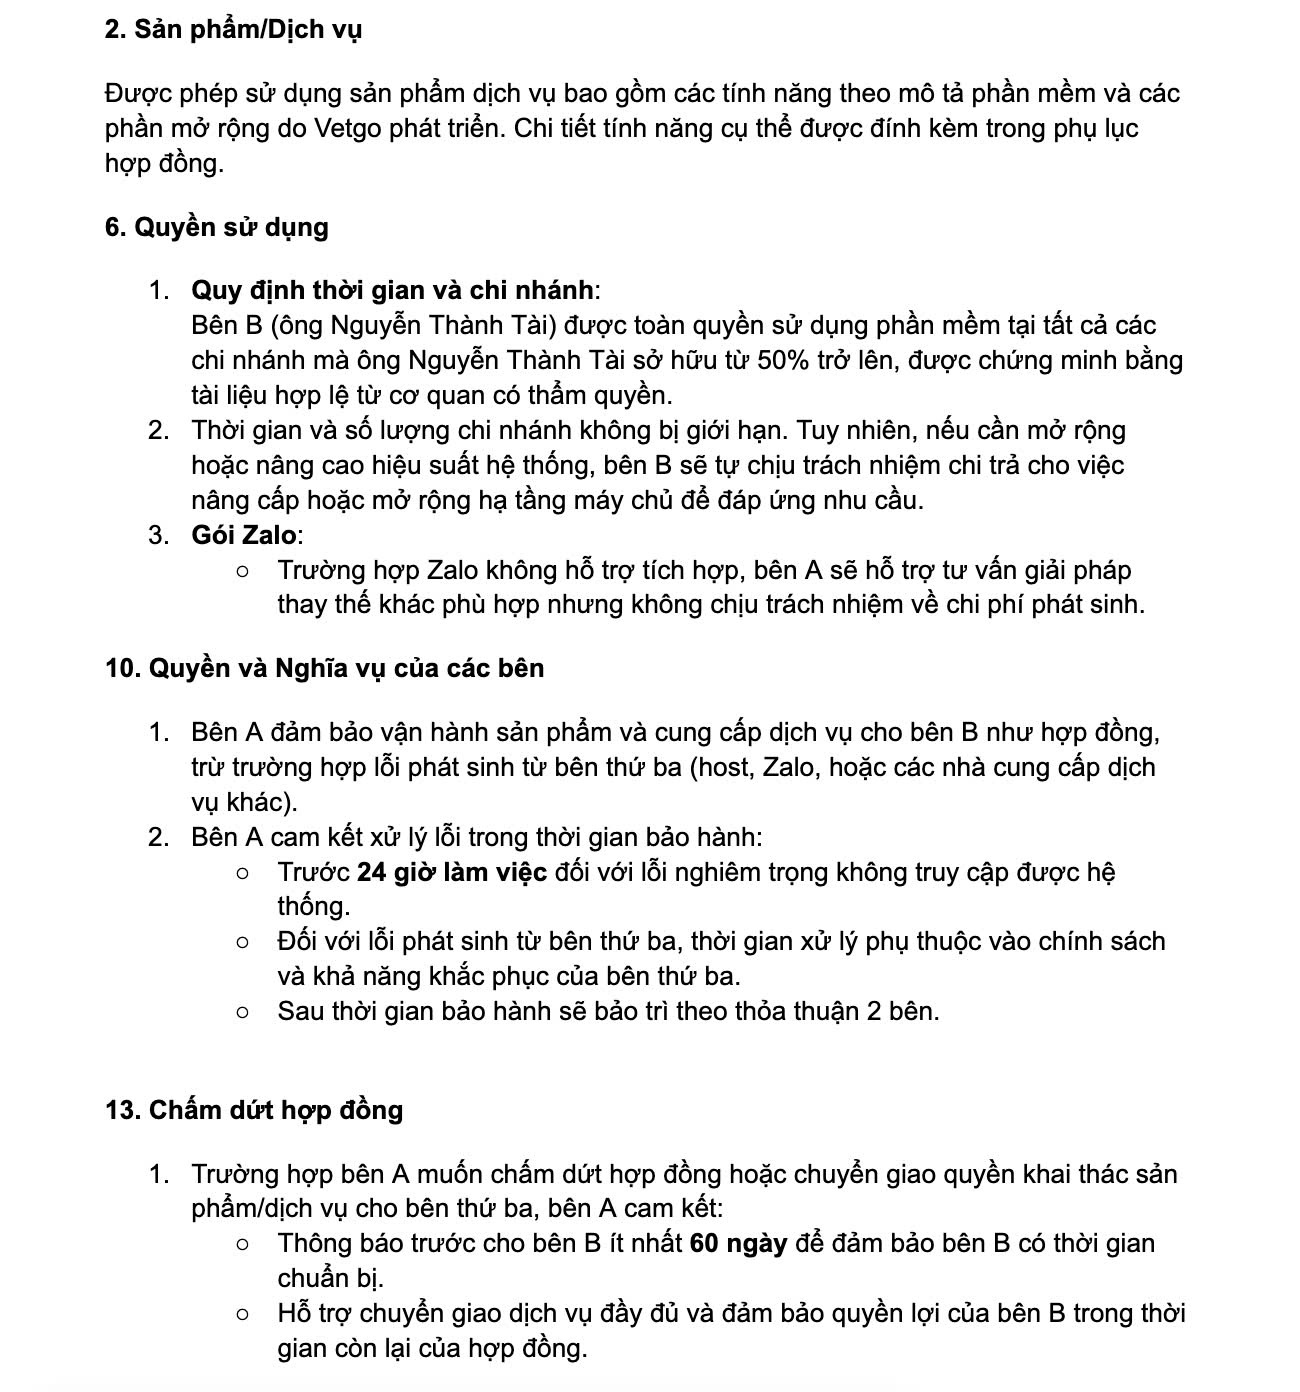 2. Sản phẩm/Dịch vụ
Được phép sử dụng sản phẩm dịch vụ bao gồm các tính năng theo mô tả phần mềm và các
phần mở rộng do Vetgo phát triển. Chi tiết tính năng cụ thể được đính kèm trong phụ lục
hợp đồng.
6. Quyền sử dụng
1. Quy định thời gian và chi nhánh:
Bên B (ông Nguyễn Thành Tài) được toàn quyền sử dụng phần mềm tại tất cả các
chi nhánh mà ông Nguyễn Thành Tài sở hữu từ 50% trở lên, được chứng minh bằng
tài liệu hợp lệ từ cơ quan có thẩm quyền.
2. Thời gian và số lượng chi nhánh không bị giới hạn. Tuy nhiên, nếu cần mở rộng
hoặc nâng cao hiệu suất hệ thống, bên B sẽ tự chịu trách nhiệm chi trả cho việc
nâng cấp hoặc mở rộng hạ tầng máy chủ để đáp ứng nhu cầu.
3. Gói Zalo:
○ Trường hợp Zalo không hỗ trợ tích hợp, bên A sẽ hỗ trợ tư vấn giải pháp
thay thế khác phù hợp nhưng không chịu trách nhiệm về chi phí phát sinh.
10. Quyền và Nghĩa vụ của các bên
1. Bên A đảm bảo vận hành sản phẩm và cung cấp dịch vụ cho bên B như hợp đồng,
trừ trường hợp lỗi phát sinh từ bên thứ ba (host, Zalo, hoặc các nhà cung cấp dịch
vụ khác).
2. Bên A cam kết xử lý lỗi trong thời gian bảo hành:
○ Trước 24 giờ làm việc đối với lỗi nghiêm trọng không truy cập được hệ
thống.
○ Đối với lỗi phát sinh từ bên thứ ba, thời gian xử lý phụ thuộc vào chính sách
và khả năng khắc phục của bên thứ ba.
○ Sau thời gian bảo hành sẽ bảo trì theo thỏa thuận 2 bên.
13. Chấm dứt hợp đồng
1. Trường hợp bên A muốn chấm dứt hợp đồng hoặc chuyển giao quyền khai thác sản
phẩm/dịch vụ cho bên thứ ba, bên A cam kết:
○ Thông báo trước cho bên B ít nhất 60 ngày để đảm bảo bên B có thời gian
chuẩn bị.
○ Hỗ trợ chuyển giao dịch vụ đầy đủ và đảm bảo quyền lợi của bên B trong thời
gian còn lại của hợp đồng.